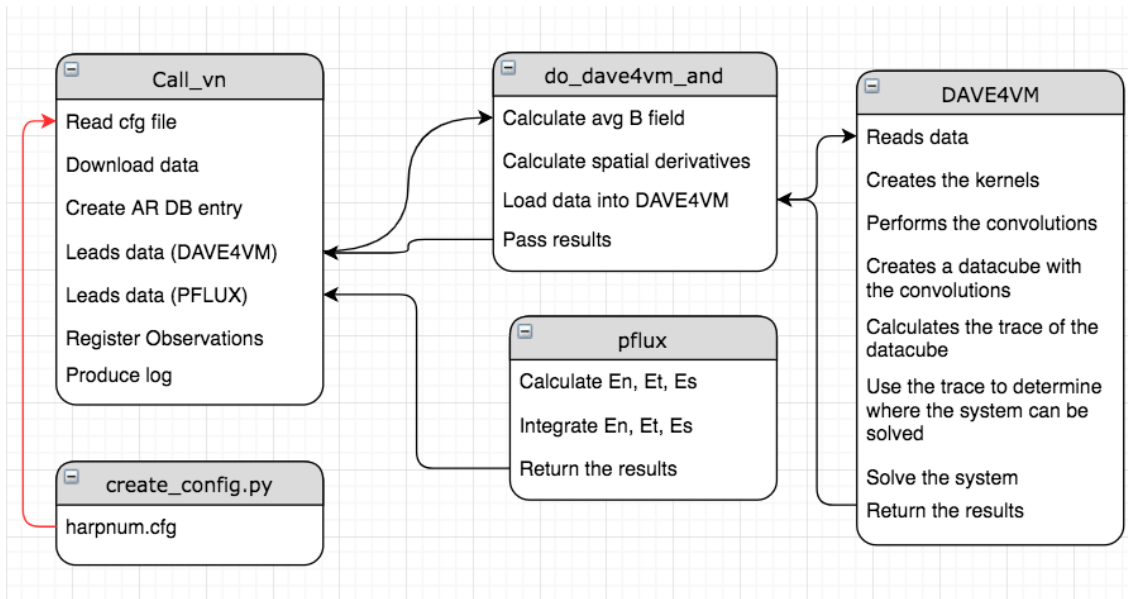 Call_vn
Read cfg file
Download data
Create AR DB entry
Leads data (DAVE4VM)
Leads data (PFLUX)
Register Observations
Produce log
create_config.py
harpnum.cfg
do_dave4vm_and
Calculate avg B field
Calculate spatial derivatives
Load data into DAVE4VM
Pass results
pflux
Calculate En, Et, Es
Integrate En, Et, Es
Return the results
DAVE4VM
Reads data
Creates the kernels
Performs the convolutions
Creates a datacube with
the convolutions
Calculates the trace of the
datacube
Use the trace to determine
where the system can be
solved
Solve the system
Return the results